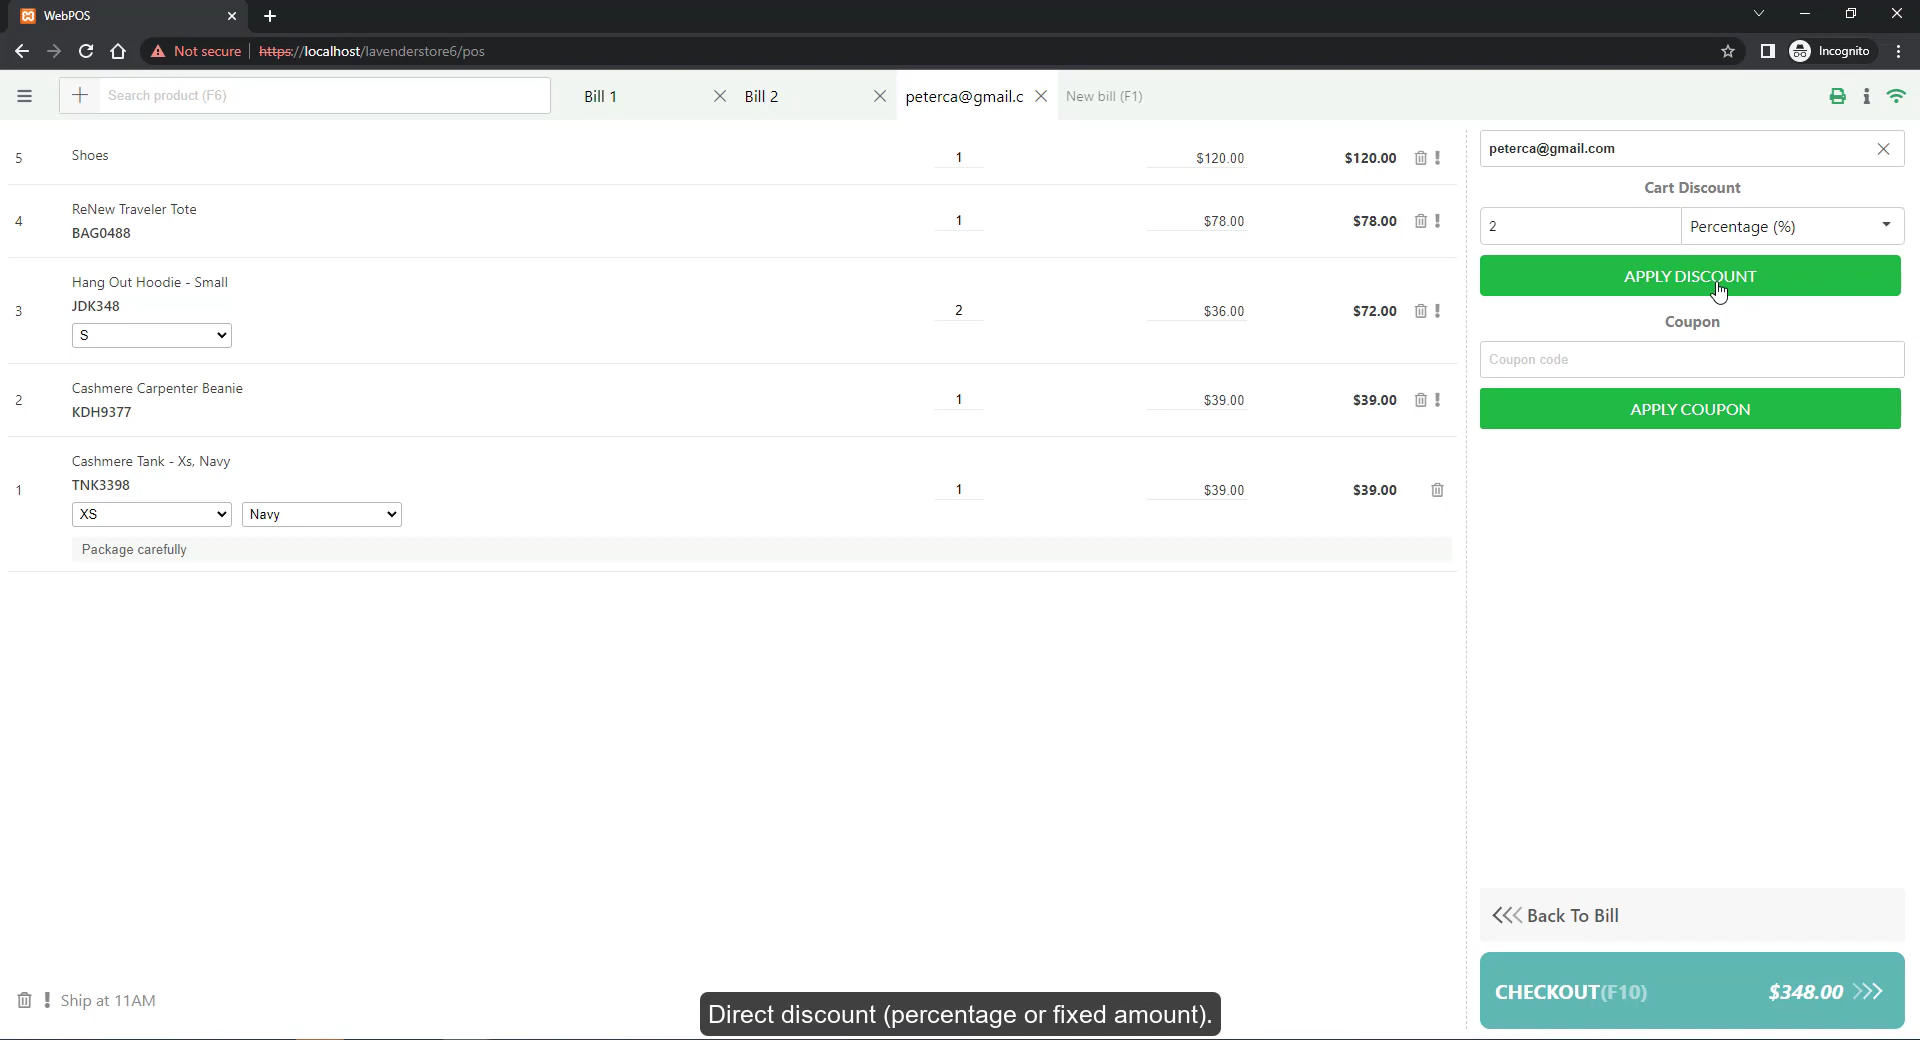 WebPOS
Not secure https://localhost/lavenderstore6/pos Incognito
Search product (F6) Bill 1 Bill 2 peterca@gmail.c New bill (F1)
5 Shoes 1 $120.00 $120.00
4 ReNew Traveler Tote 1 $78.00 $78.00
BAG0488
3 Hang Out Hoodie - Small 2 $36.00 $72.00
JDK348
S
2 Cashmere Carpenter Beanie 1 $39.00 $39.00
KDH9377
1 Cashmere Tank - Xs, Navy 1 $39.00 $39.00
TNK3398
XS Navy
Package carefully
Ship at 11AM
peterca@gmail.com
Cart Discount
2 Percentage (%)
APPLY DISCOUNT
Coupon
Coupon code
APPLY COUPON
Back To Bill
CHECKOUT(F10) $348.00
Direct discount (percentage or fixed amount).